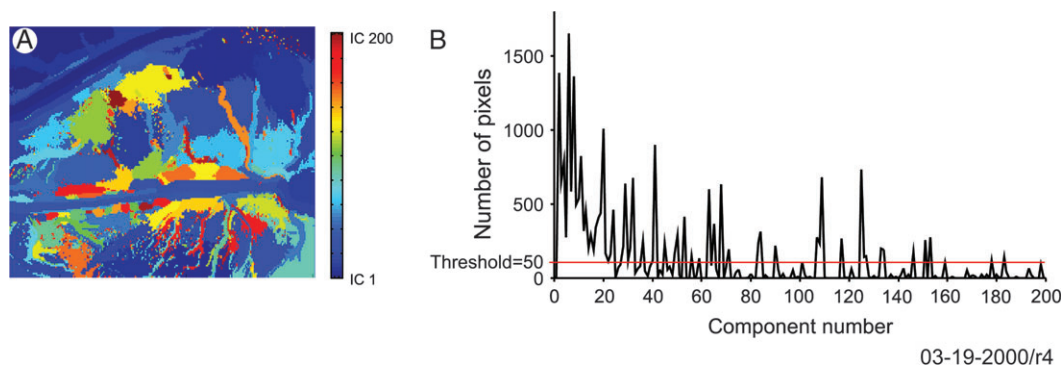 A
IC 200
IC 1
B
Number of pixels
1500
1000
500
Threshold=50
0
0 20 40 60 80 100 120 140 160 180 200
Component number
03-19-2000/r4